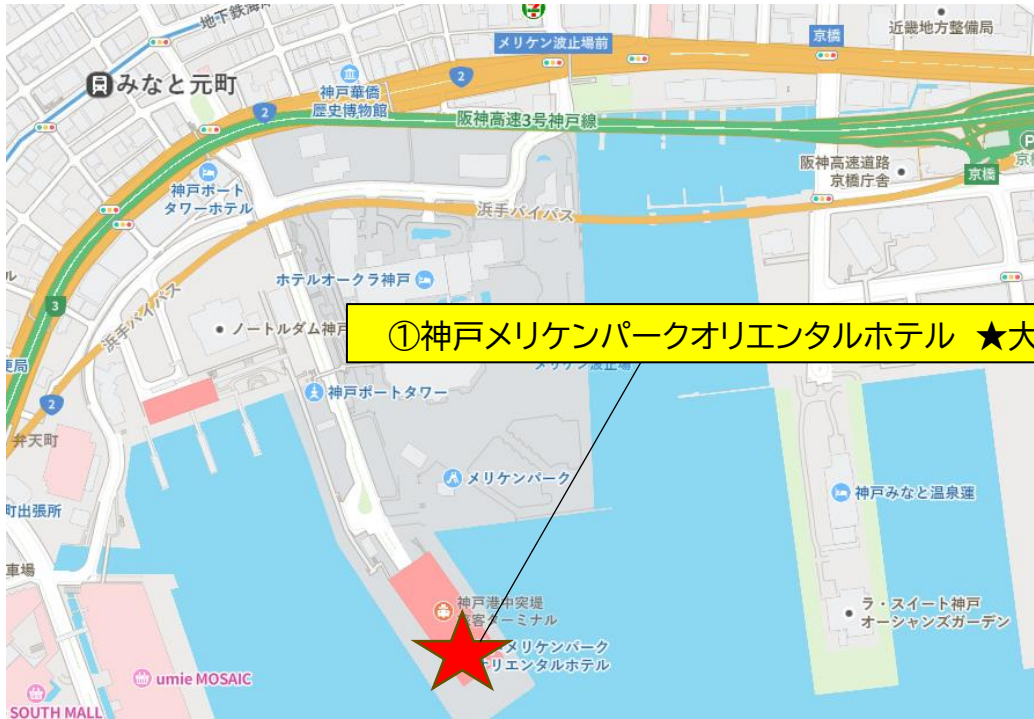 地下鉄海岸
近畿地方整備局
メリケン波止場前
京橋
みなと元町
2
2
神戸華僑
歴史博物館
阪神高速3号神戸線
P
阪神高速道路
京橋庁舎
京橋
神戸ポート
タワーホテル
浜手バイパス
ホテルオークラ神戸
3
浜手バイパス
ノートルダム神戸
①神戸メリケンパークオリエンタルホテル ★大
便局
2
神戸ポートタワー
弁天町
メリケンパーク
神戸みなと温泉蓮
町出張所
車場
神戸港中突堤
客ターミナル
ラ・スイート神戸
オーシャンズガーデン
メリケンパーク
リエンタルホテル
umie MOSAIC
SOUTH MALL